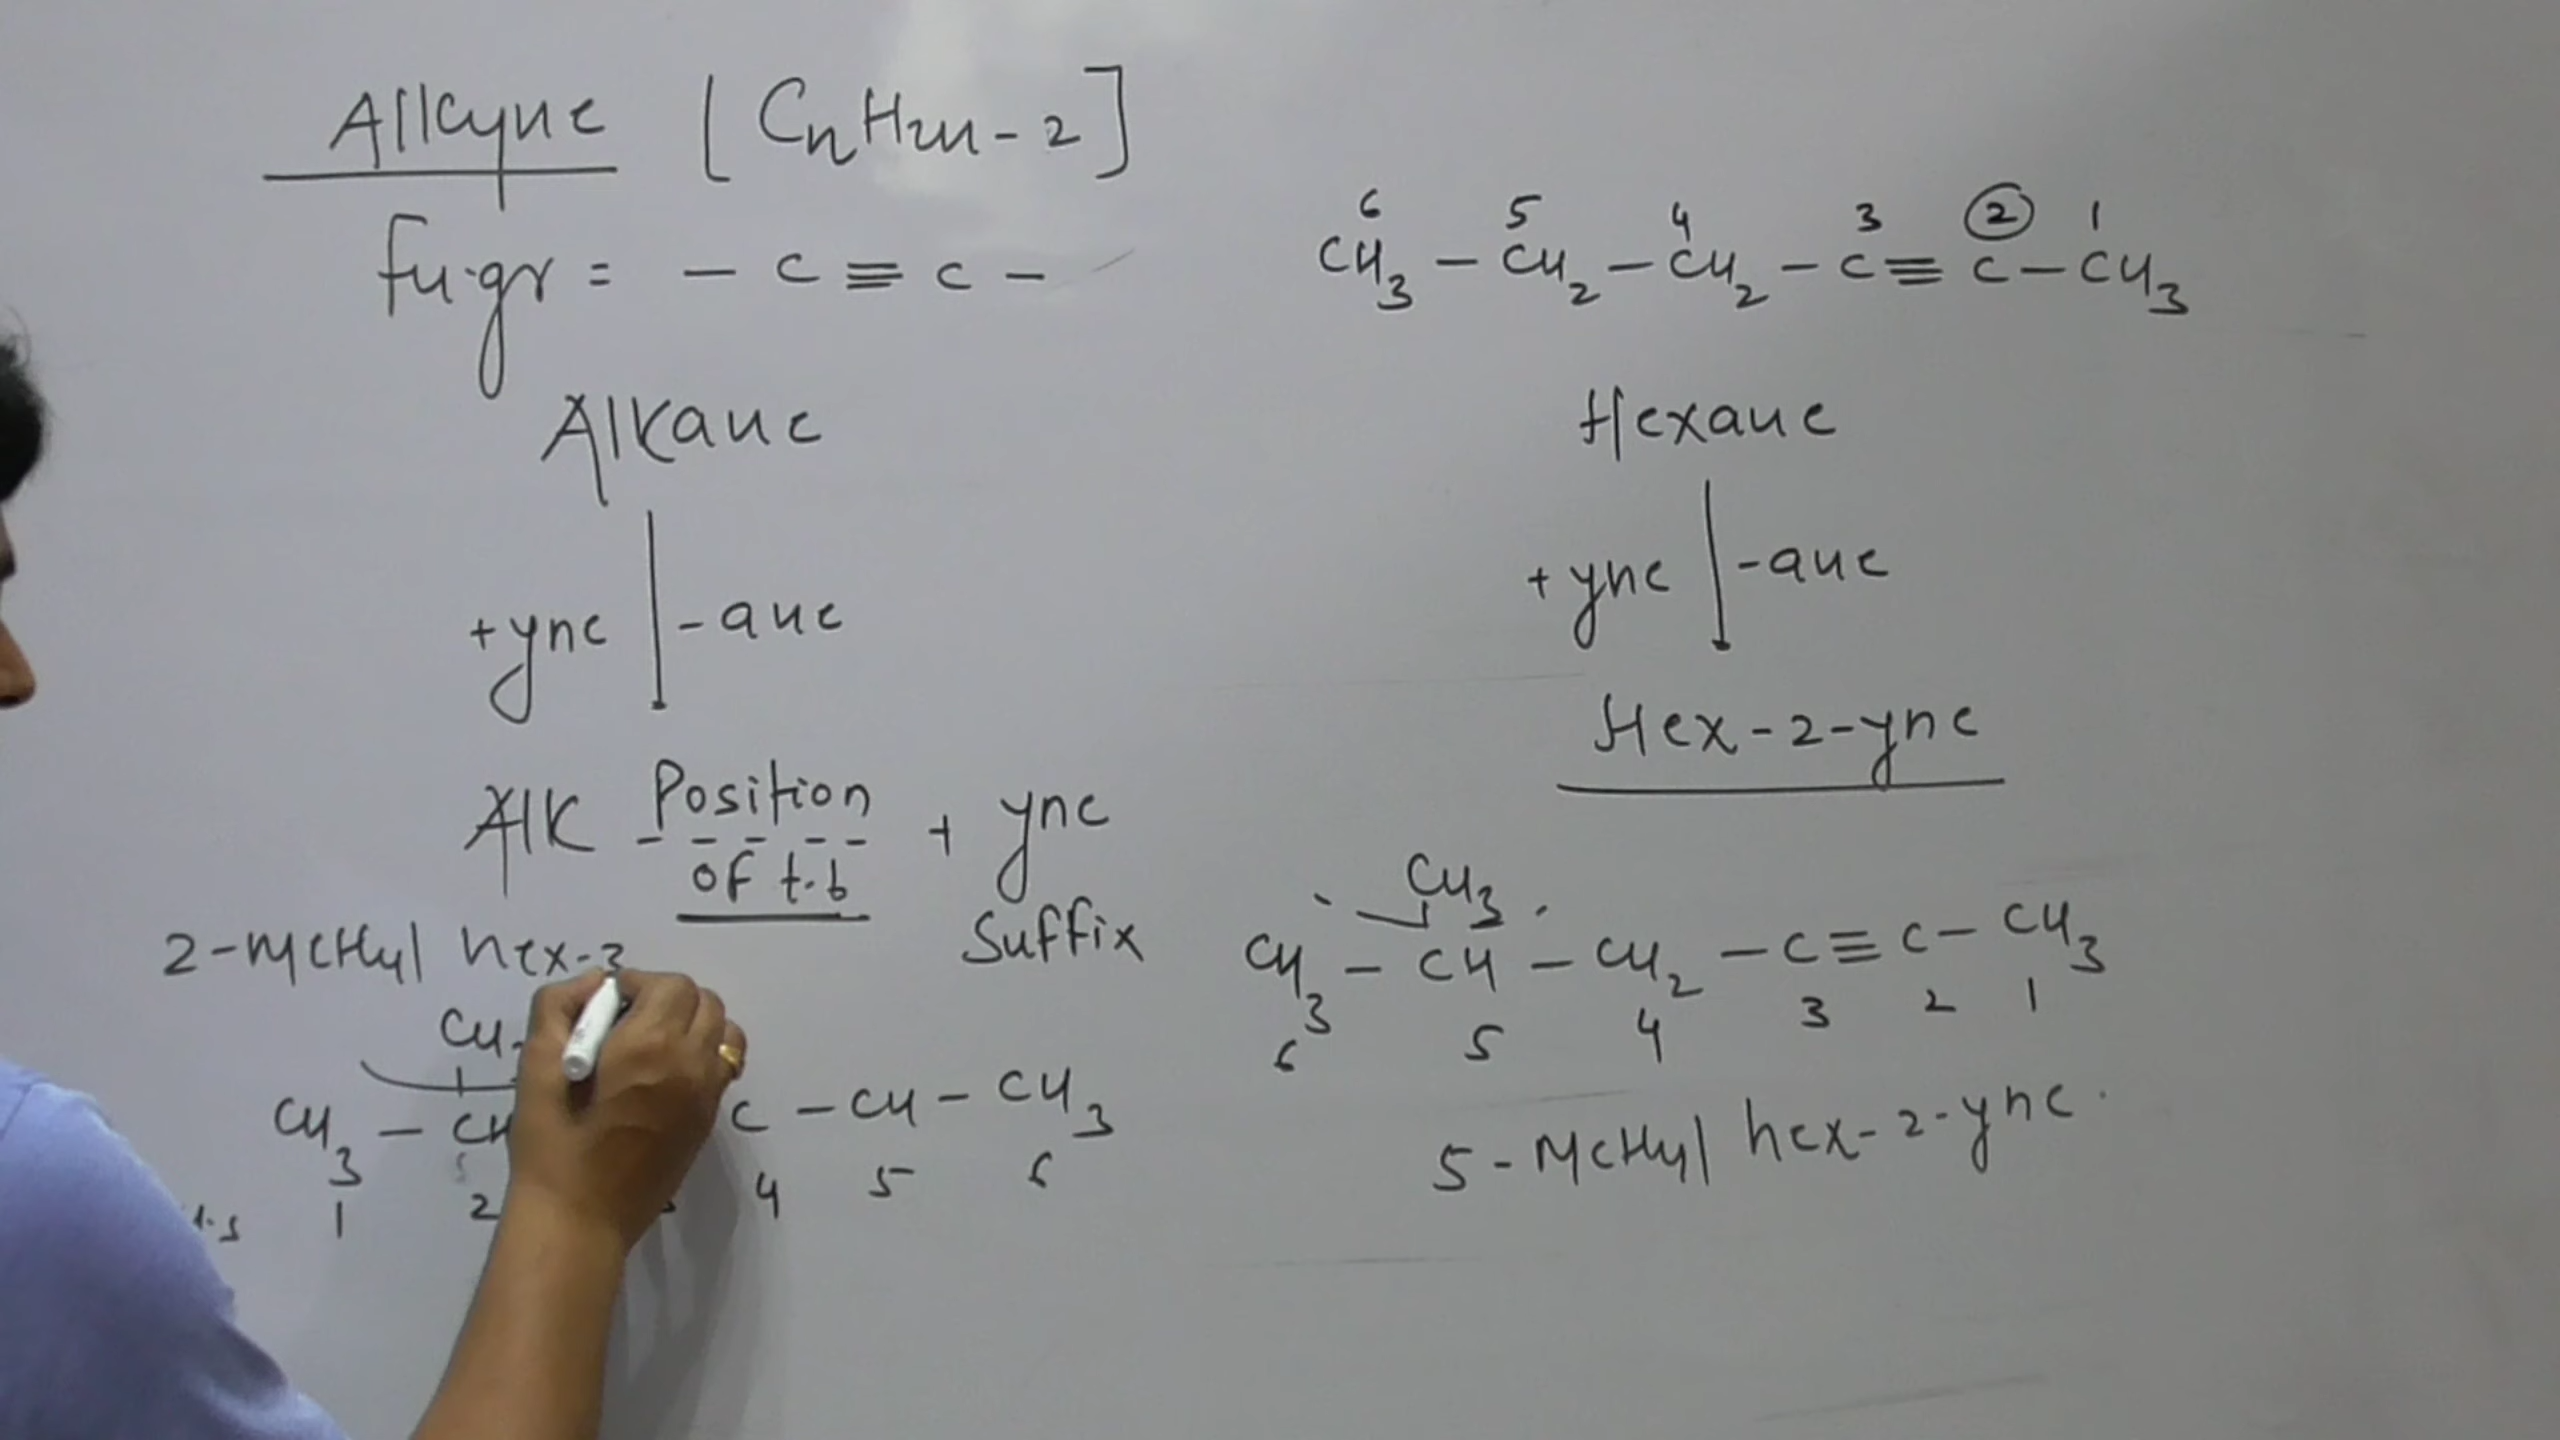 Alkyne [CnH2n-2]
Fu.gr = - C ≡ C -
Alkane
+yne | -ane
Alk Position + yne
of t.b
Suffix
2-Methyl hex-3
CH
CH3 - CH C - CH - CH3
1 2 4 5 6
6 5 4 3 2 1
CH3 - CH2 - CH2 - C ≡ C - CH3
Hexane
+yne | -ane
Hex-2-yne
CH3
CH3 - CH - CH2 - C ≡ C - CH3
6 5 4 3 2 1
5-Methyl hex-2-yne.